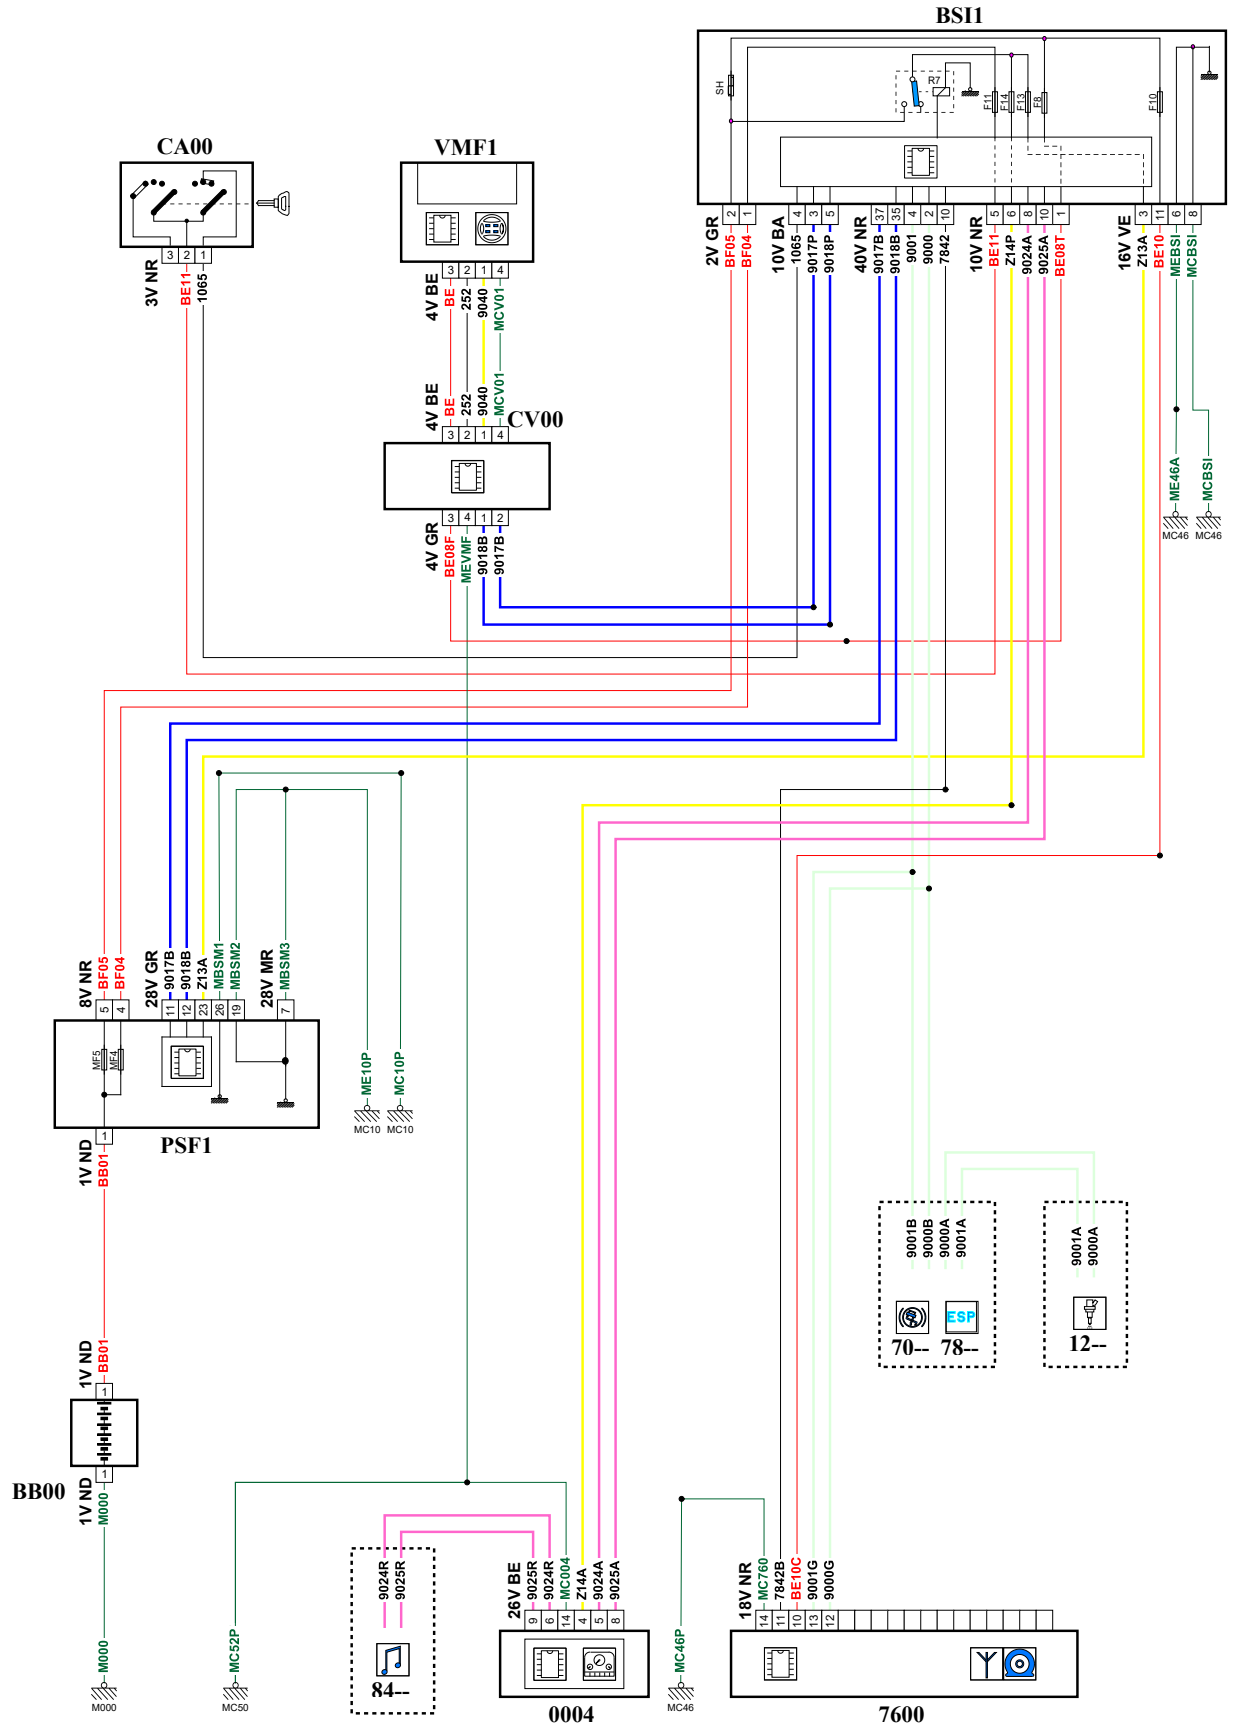 BSI1
SH
R7
F11
F14
F13
F8
F10
CA00
VMF1
3 2 1
3V NR
BE11
1065
3 2 1 4
4V BE
BE
252
9040
MCV01
4V BE
BE
252
9040
MCV01
3 2 1 4
CV00
3 4 1 2
4V GR
BE08F
MEVMF
9018B
9017B
2 1
2V GR
BF05
BF04
4 3 5
10V BA
1065
9017P
9018P
37 35 4 2 10
40V NR
9017B
9018B
9001
9000
7842
5 6 8 10 1
10V NR
BE11
Z14P
9024A
9025A
BE08T
3 11 6 8
16V VE
Z13A
BE10
MEBSI
MCBSI
ME46A
MCBSI
MC46
MC46
8V NR
BF05
BF04
28V GR
9017B
9018B
Z13A
MBSM1
MBSM2
28V MR
MBSM3
5 4
11 12 23 26 19
7
MF5
MF4
PSF1
ME10P
MC10P
MC10
MC10
1
1V ND
BB01
1V ND
BB01
1
BB00
1
1V ND
M000
M000
M000
9001B
9000B
9000A
9001A
70--
78--
ESP
9001A
9000A
12--
MC52P
MC50
9024R
9025R
84--
26V BE
9025R
9024R
MC004
Z14A
9024A
9025A
9 6 14 4 5 8
0004
MC46P
MC46
18V NR
MC760
7842B
BE10C
9001G
9000G
14 11 10 13 12
7600